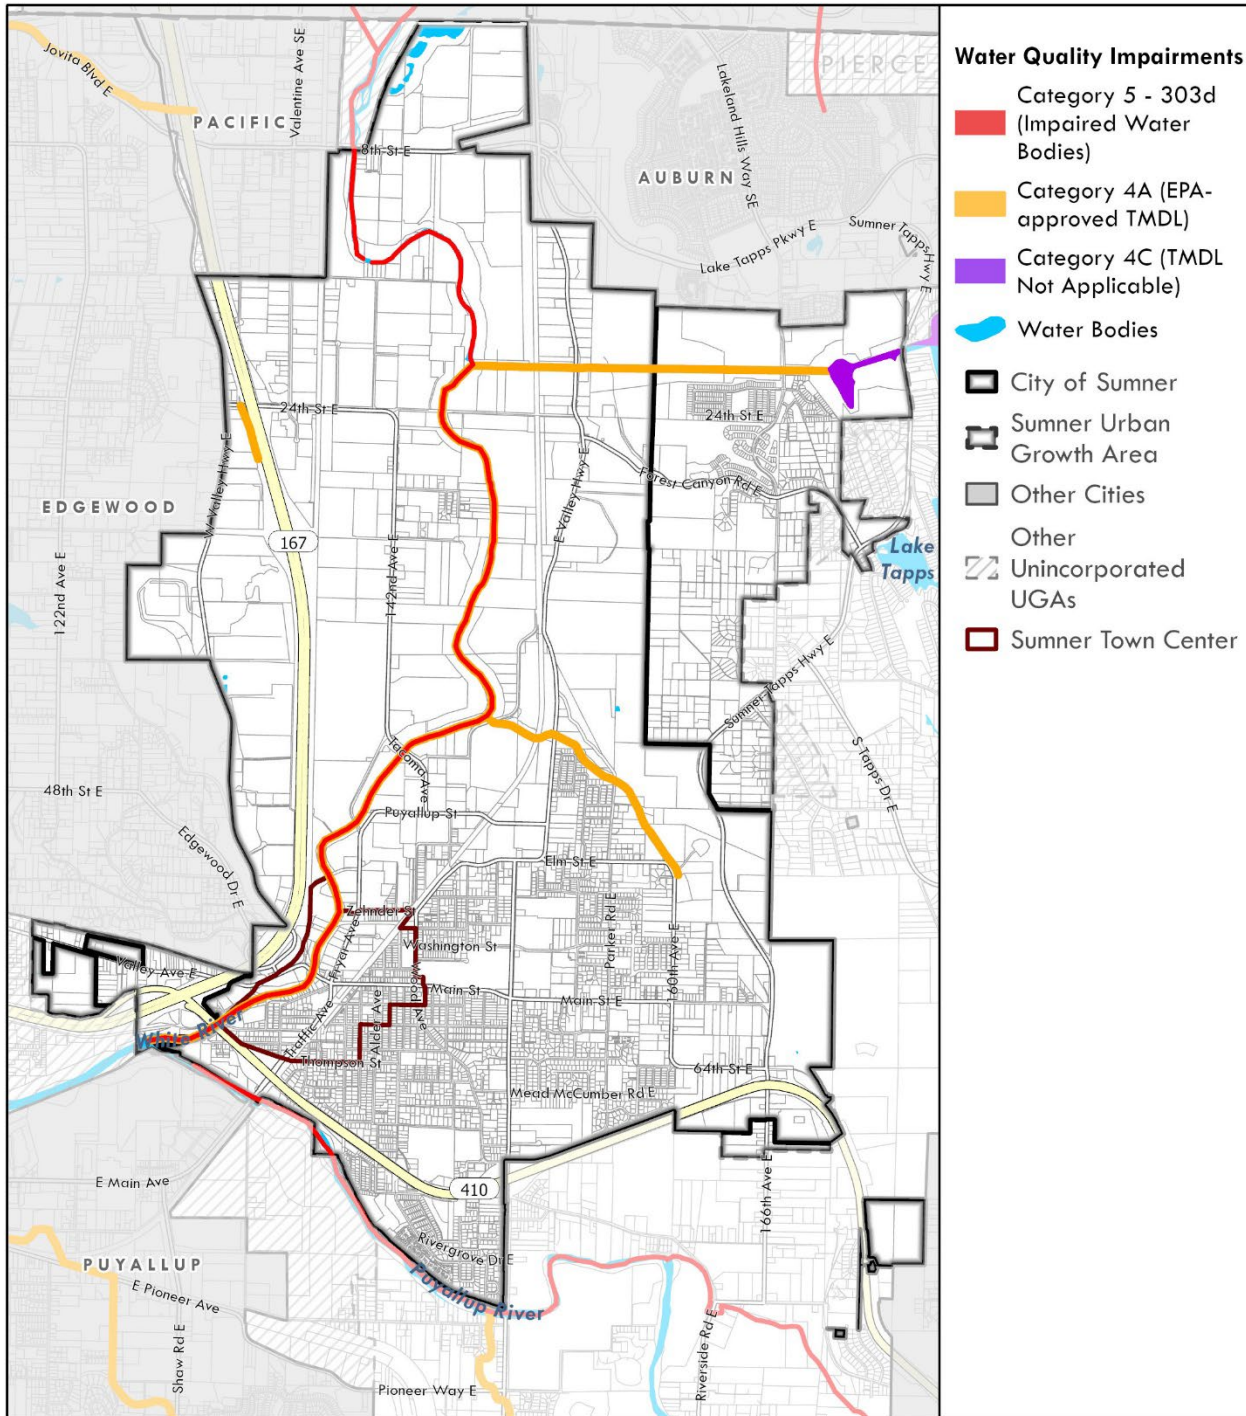 Jovita Blvd E
Valentine Ave SE
PACIFIC
8th St E
Lakeland Hills Way SE
PIERCE
AUBURN
Sumner Tapps Hwy E
Lake Tapps Pkwy E
24th St E
24th St E
W Valley Hwy E
E Valley Hwy E
Forest Canyon Rd E
EDGEWOOD
167
122nd Ave E
142nd Ave E
Lake
Tapps
Sumner-Tapps Hwy E
S Tapps Dr E
48th St E
Tacoma Ave
Puyallup St
Edgewood Dr E
Elm St E
Zehnder St
Parker Rd E
160th Ave E
Fryar Ave
Washington St
Wood Ave
Valley Ave E
Main St
Main St E
White River
Traffic Ave
Alder Ave
Thompson St
64th St E
Mead McCumber Rd E
E Main Ave
410
166th Ave E
Rivergrove Dr E
PUYALLUP
Puyallup River
E Pioneer Ave
Shaw Rd E
Riverside Rd E
Pioneer Way E
Water Quality Impairments
Category 5 - 303d
(Impaired Water
Bodies)
Category 4A (EPA-
approved TMDL)
Category 4C (TMDL
Not Applicable)
Water Bodies
City of Sumner
Sumner Urban
Growth Area
Other Cities
Other
Unincorporated
UGAs
Sumner Town Center